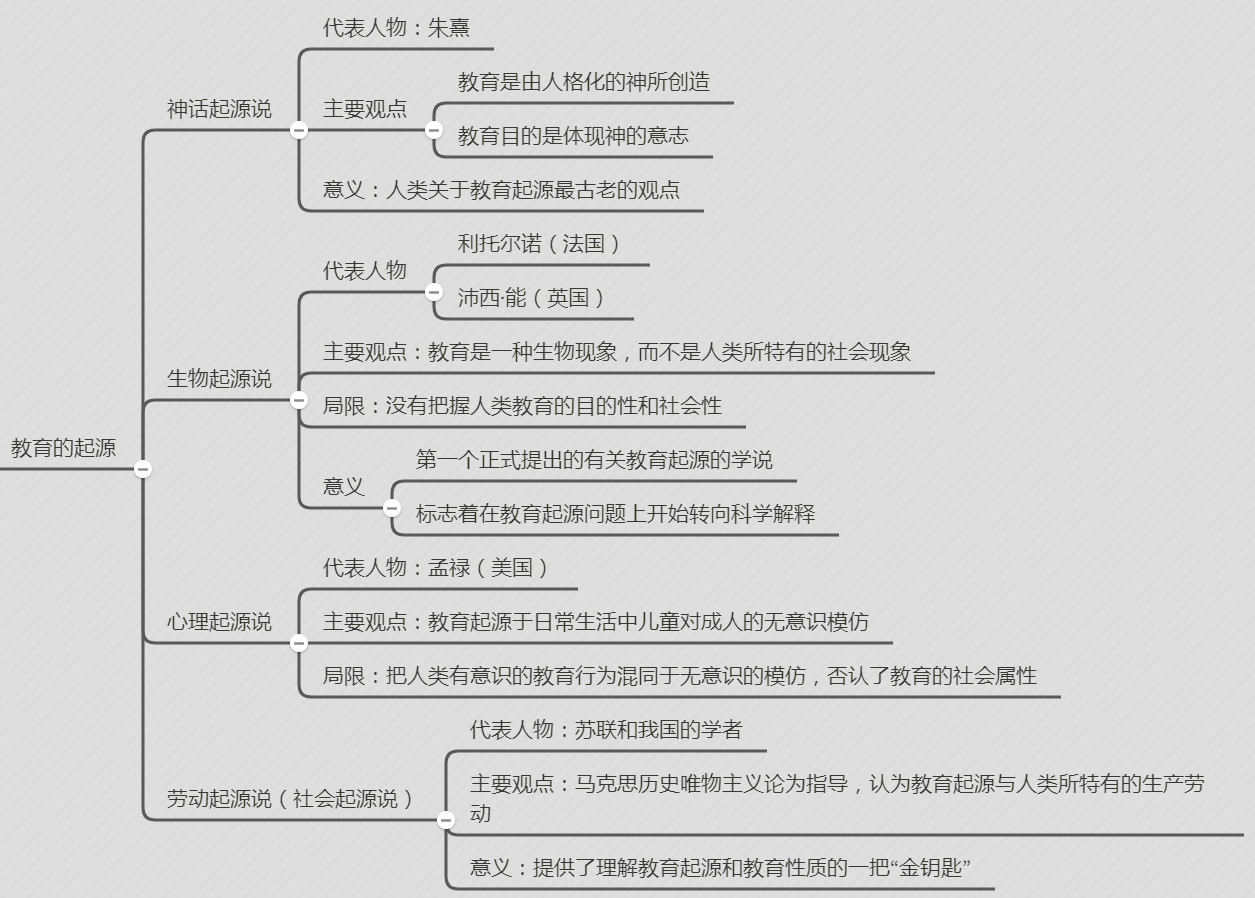 代表人物：朱熹
教育是由人格化的神所创造
神话起源说
主要观点
教育目的是体现神的意志
意义：人类关于教育起源最古老的观点
利托尔诺（法国）
代表人物
沛西·能（英国）
主要观点：教育是一种生物现象，而不是人类所特有的社会现象
生物起源说
局限：没有把握人类教育的目的性和社会性
教育的起源
第一个正式提出的有关教育起源的学说
意义
标志着在教育起源问题上开始转向科学解释
代表人物：孟禄（美国）
心理起源说
主要观点：教育起源于日常生活中儿童对成人的无意识模仿
局限：把人类有意识的教育行为混同于无意识的模仿，否认了教育的社会属性
代表人物：苏联和我国的学者
劳动起源说（社会起源说）
主要观点：马克思历史唯物主义论为指导，认为教育起源与人类所特有的生产劳
动
意义：提供了理解教育起源和教育性质的一把“金钥匙”